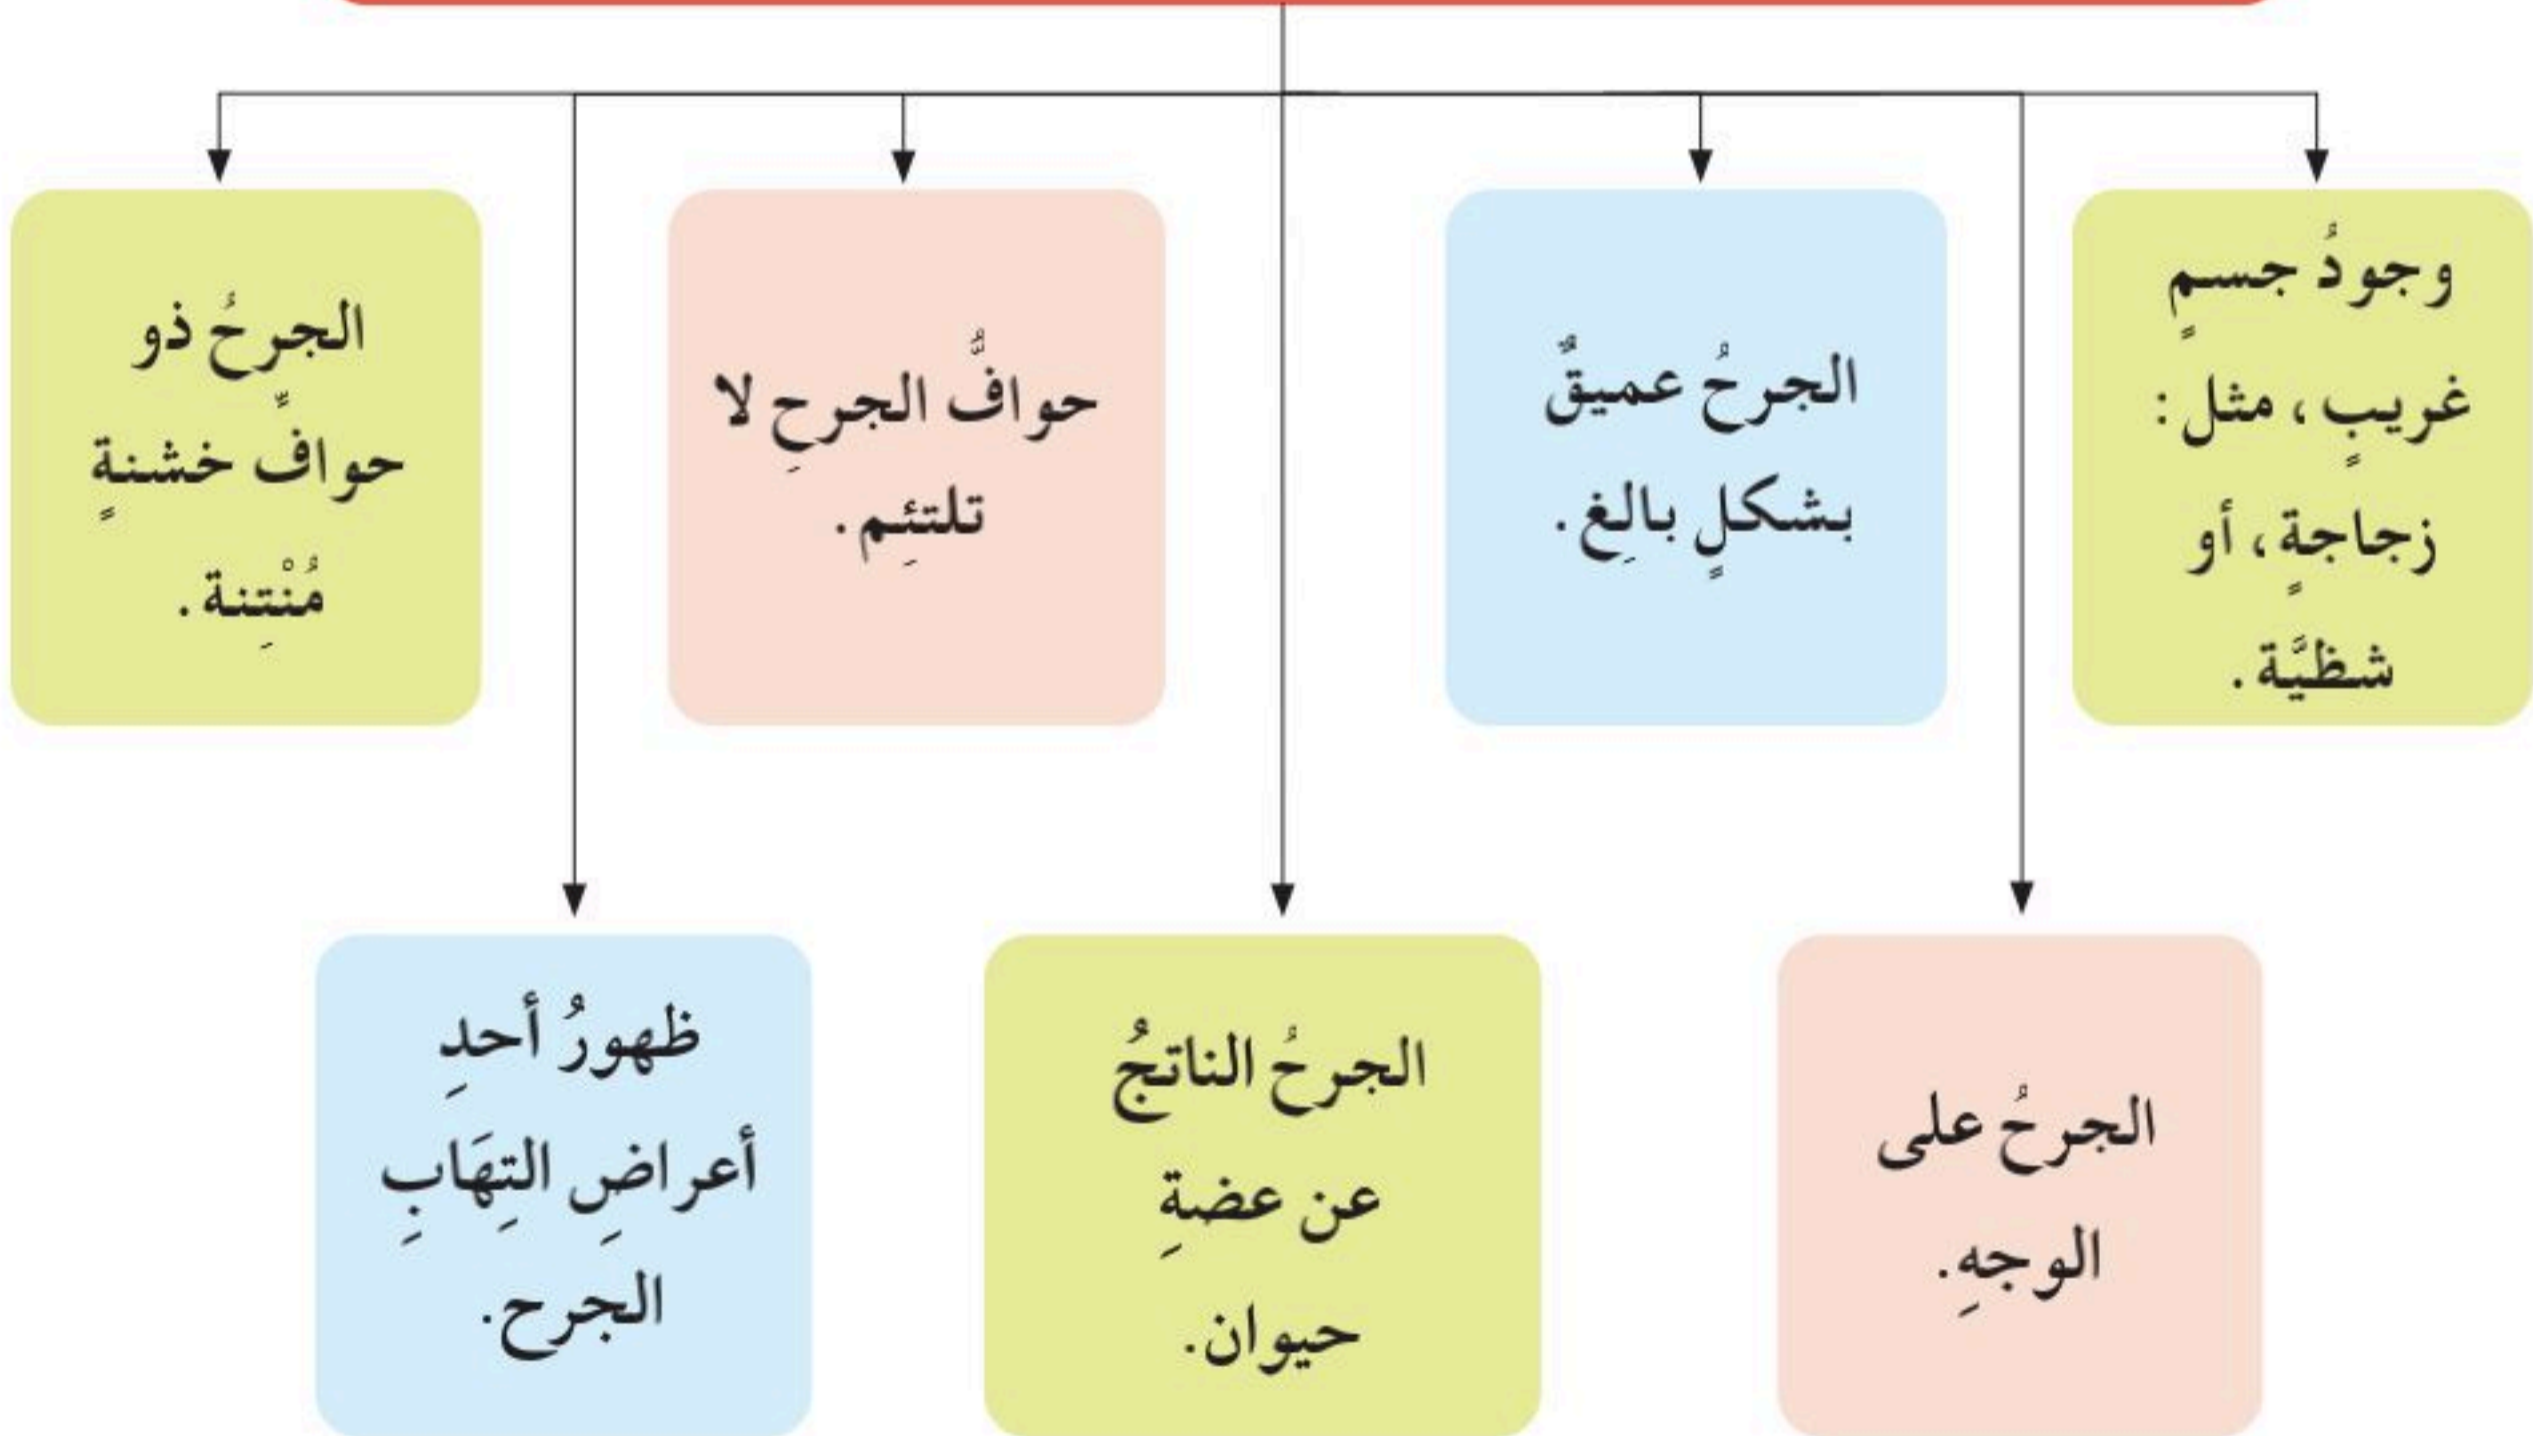 وجودُ جسمٍ
غريبٍ، مثل:
زجاجةٍ، أو
شظيَّة.
الجرحُ عميقٌ
بشكلٍ بالِغ.
حوافُّ الجرحِ لا
تلتئِم.
الجرحُ ذو
حوافٍّ خشنةٍ
مُنْتِنة.
الجرحُ على
الوجهِ.
الجرحُ الناتجُ
عن عضةِ
حيوان.
ظهورُ أحدِ
أعراضِ التِهَابِ
الجرح.